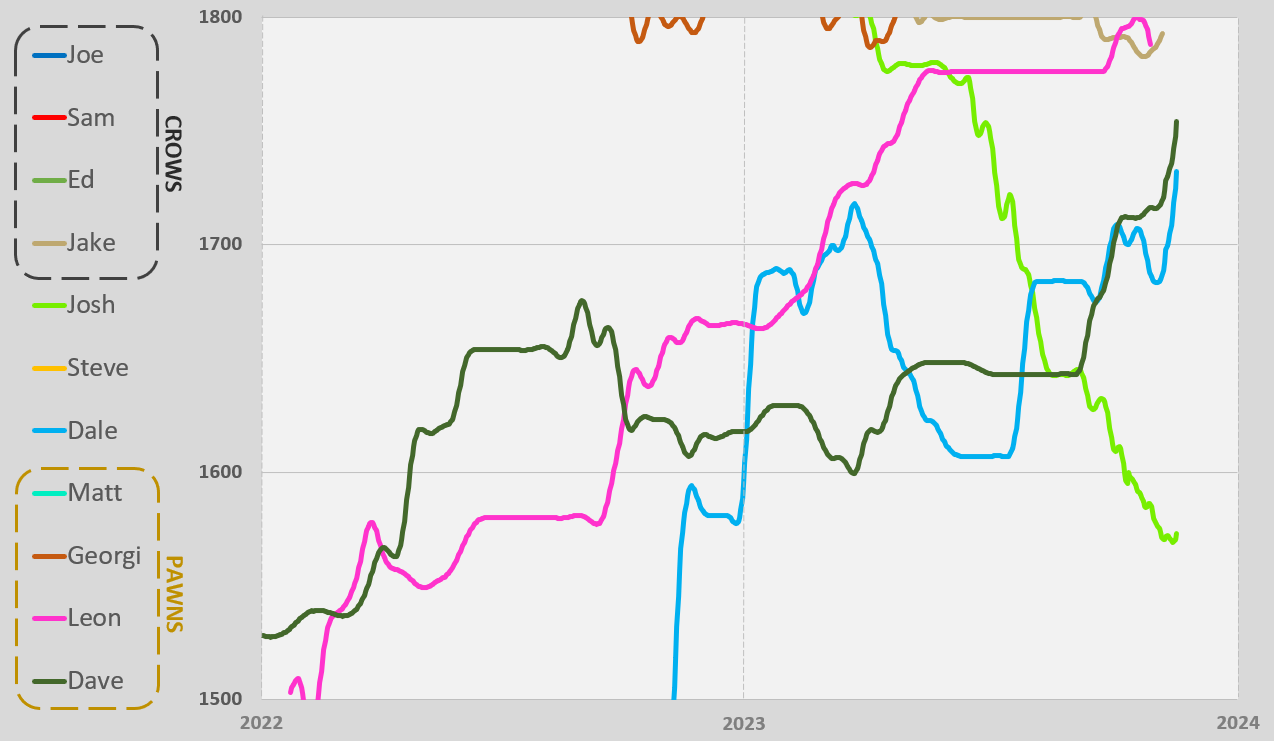 Joe
Sam
Ed
Jake
CROWS
Josh
Steve
Dale
Matt
Georgi
Leon
Dave
PAWNS
1800
1700
1600
1500
2022
2023
2024